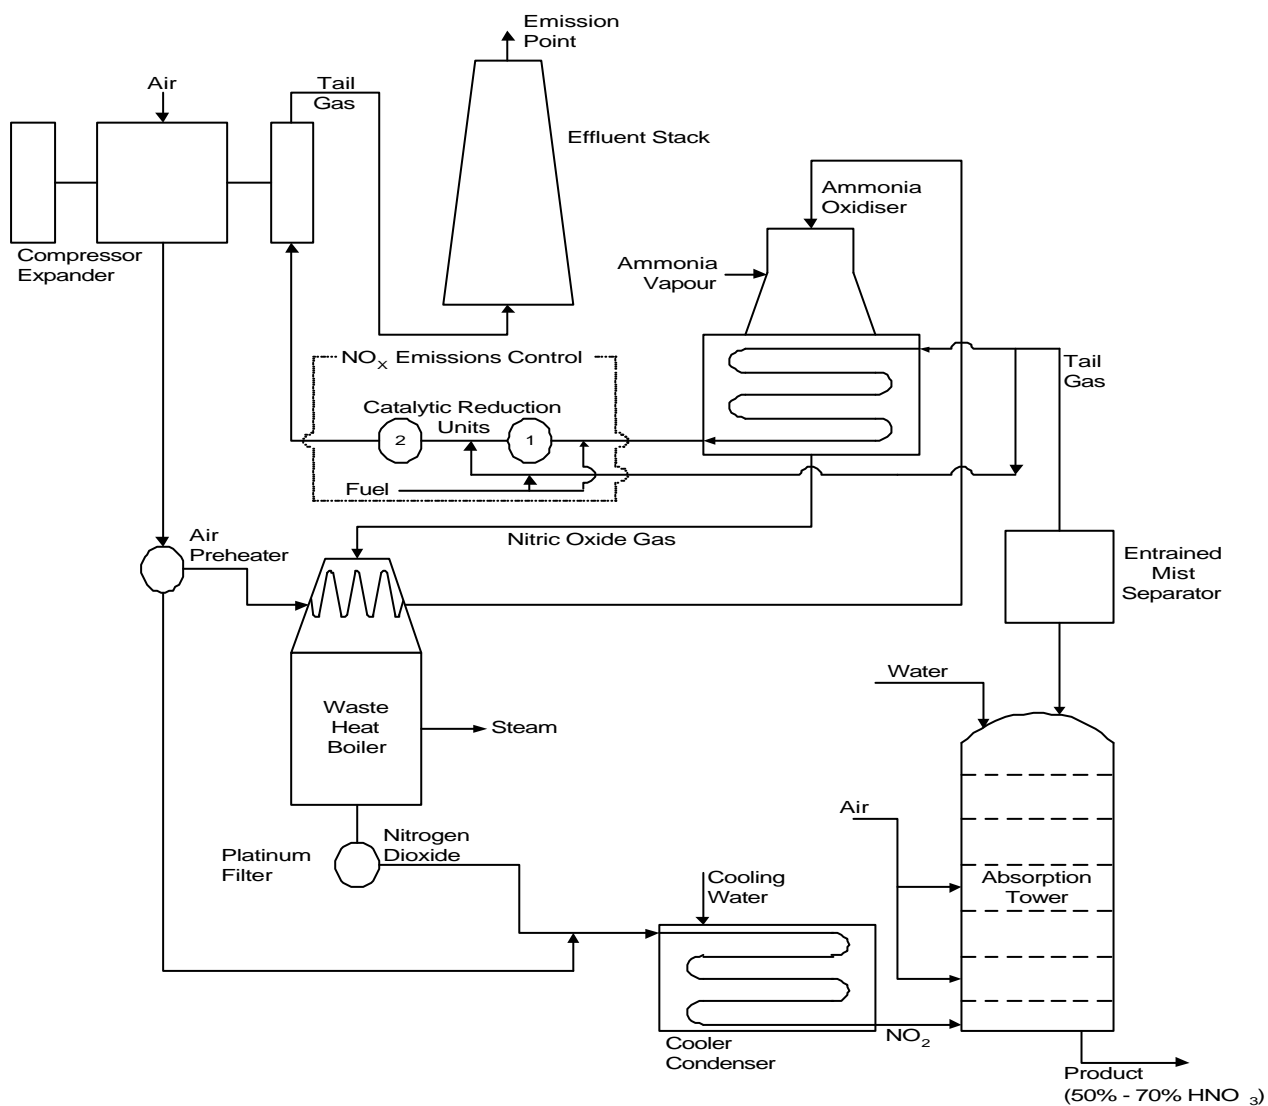 Emission
Point
Air
Tail
Gas
Effluent Stack
Ammonia
Oxidiser
Compressor
Expander
Ammonia
Vapour
NOX Emissions Control
Tail
Gas
Catalytic Reduction
Units
2
1
Fuel
Air
Preheater
Nitric Oxide Gas
Entrained
Mist
Separator
Water
Waste
Heat
Boiler
Steam
Air
Platinum
Filter
Nitrogen
Dioxide
Cooling
Water
Absorption
Tower
NO2
Cooler
Condenser
Product
(50% - 70% HNO 3)